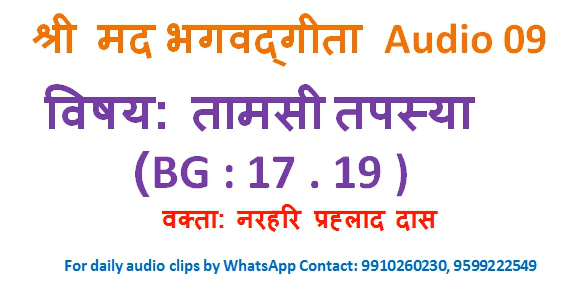 श्री मद भगवद्‌गीता Audio 09
विषय: तामसी तपस्या
(BG : 17 . 19 )
वक्ता: नरहरि प्रह्लाद दास
For daily audio clips by WhatsApp Contact: 9910260230, 9599222549